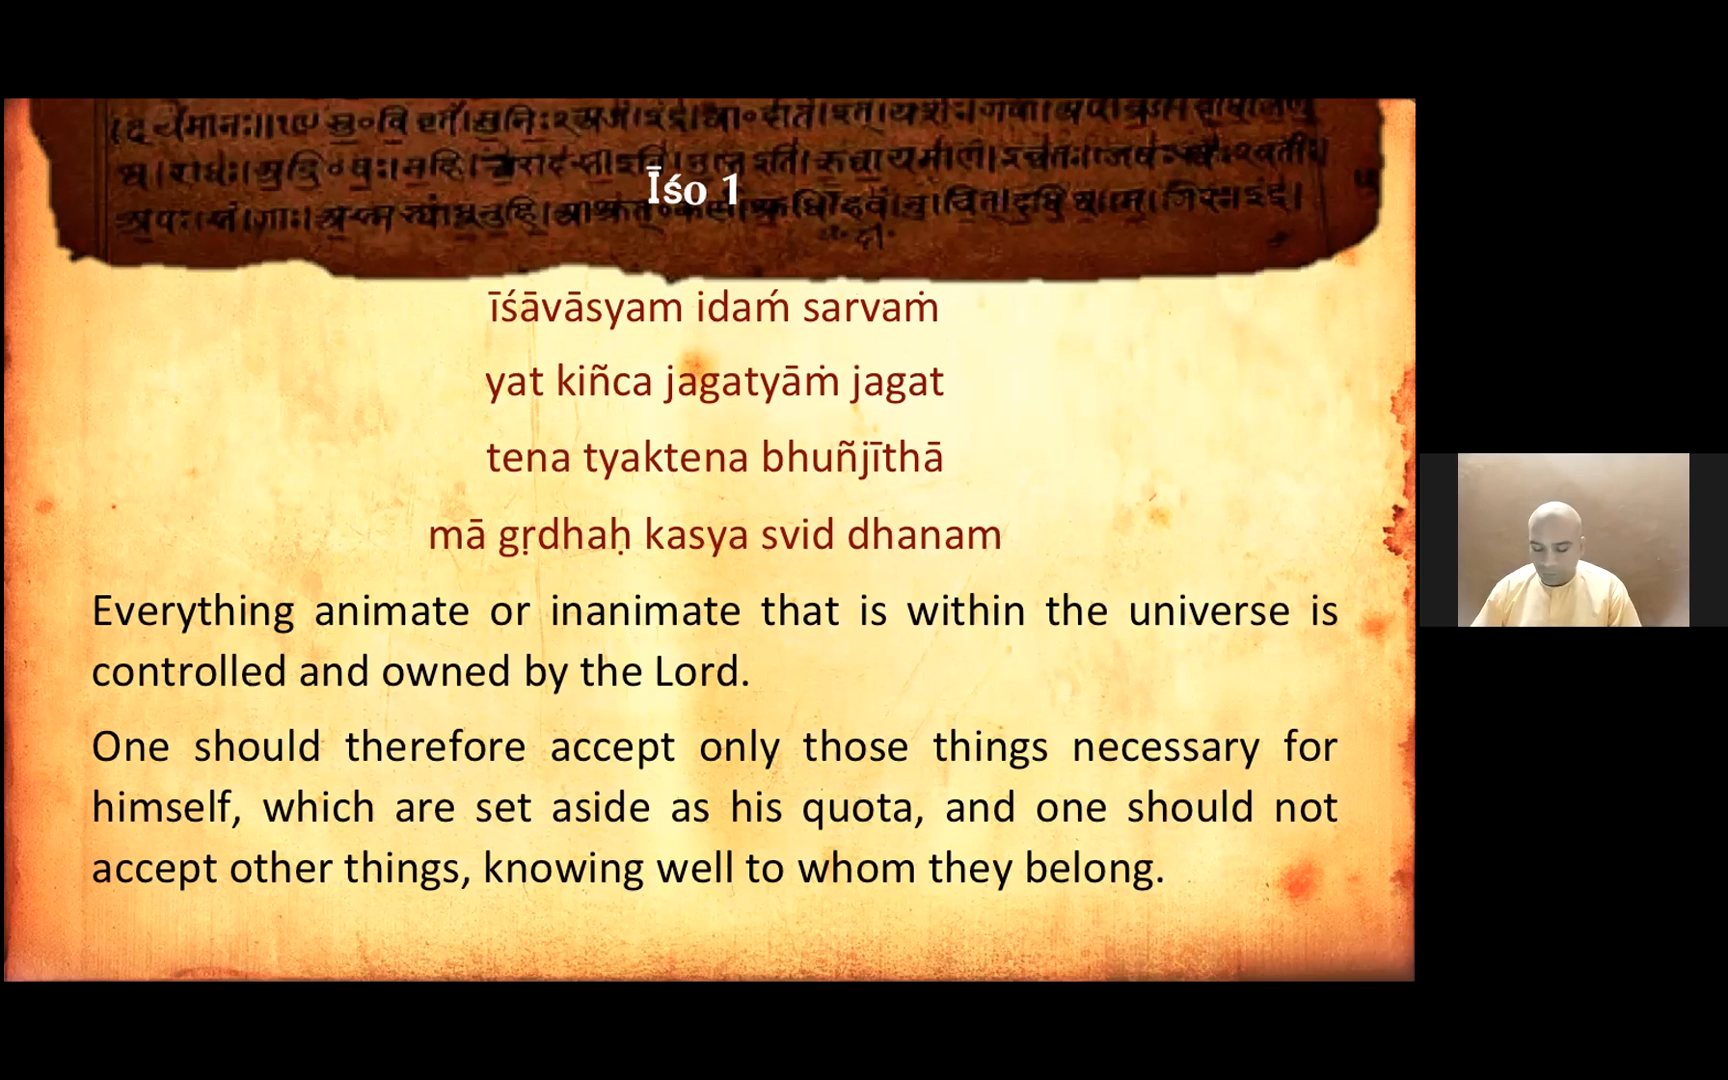 Īśo 1
īśāvāsyam idaḿ sarvaṁ
yat kiñca jagatyāṁ jagat
tena tyaktena bhuñjīthā
mā gṛdhaḥ kasya svid dhanam
Everything animate or inanimate that is within the universe is
controlled and owned by the Lord.
One should therefore accept only those things necessary for
himself, which are set aside as his quota, and one should not
accept other things, knowing well to whom they belong.